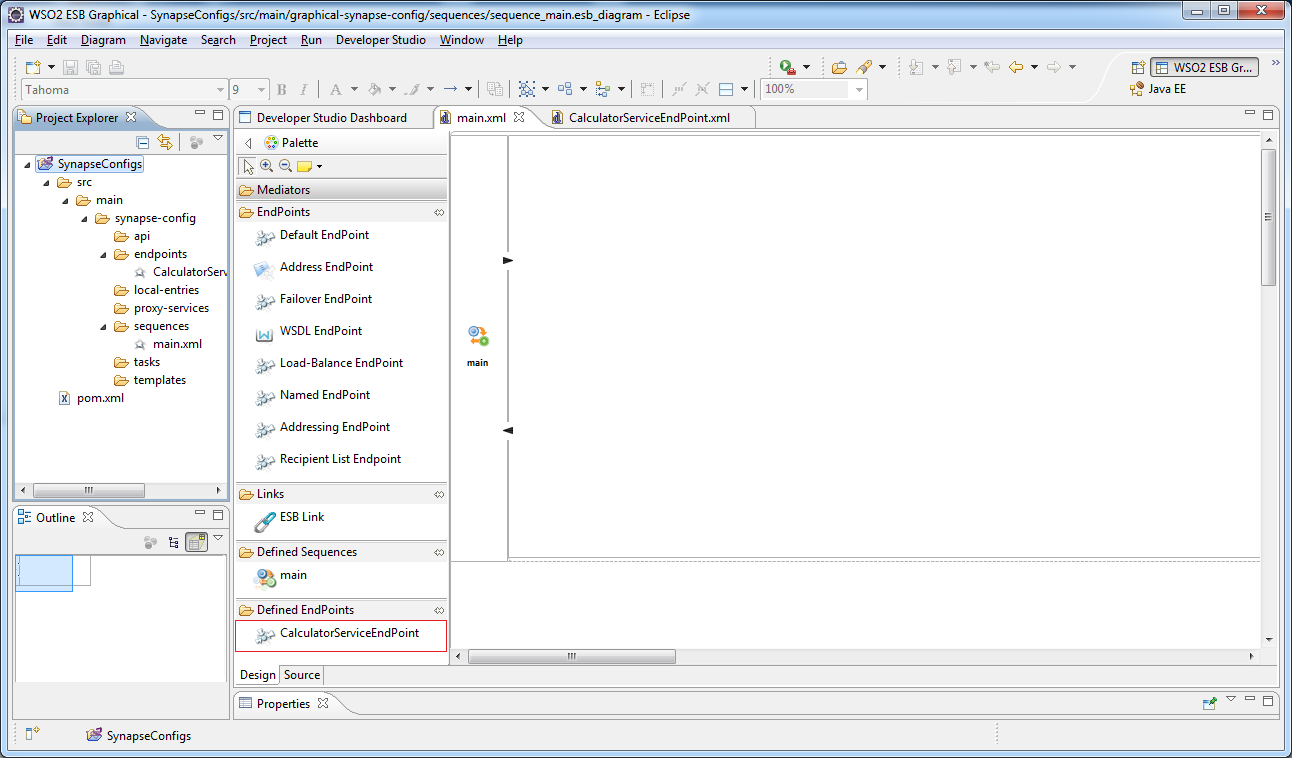 WSO2 ESB Graphical - SynapseConfigs/src/main/graphical-synapse-config/sequences/sequence_main.esb_diagram - Eclipse
File Edit Diagram Navigate Search Project Run Developer Studio Window Help
WSO2 ESB Gr...
Tahoma 9 B I A 100% Java EE
Project Explorer
SynapseConfigs
src
main
synapse-config
api
endpoints
CalculatorServ
local-entries
proxy-services
sequences
main.xml
tasks
templates
pom.xml
Outline
Developer Studio Dashboard main.xml CalculatorServiceEndPoint.xml
Palette
Mediators
EndPoints
Default EndPoint
Address EndPoint
Failover EndPoint
WSDL EndPoint
Load-Balance EndPoint
Named EndPoint
Addressing EndPoint
Recipient List Endpoint
Links
ESB Link
Defined Sequences
main
Defined EndPoints
CalculatorServiceEndPoint
main
Design Source
Properties
SynapseConfigs